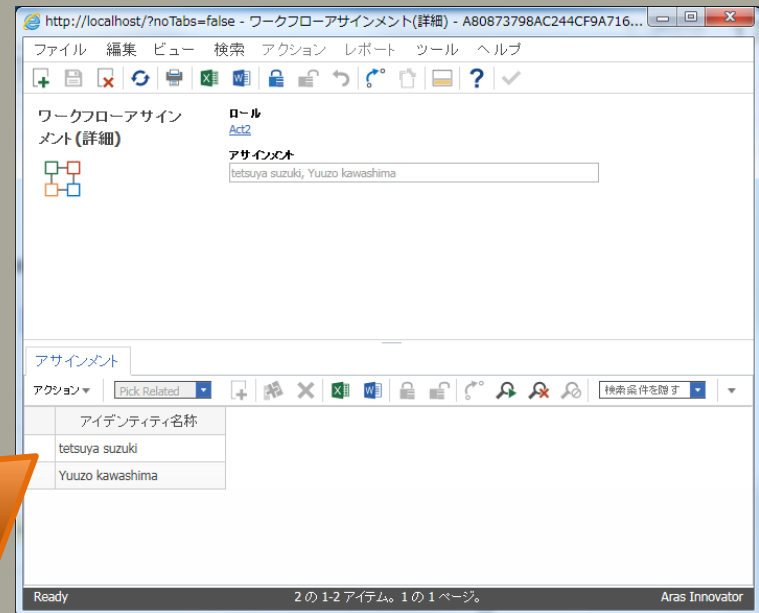 http://localhost/?noTabs=false - ワークフローアサインメント(詳細) - A80873798AC244CF9A716...
ファイル 編集 ビュー 検索 アクション レポート ツール ヘルプ
ワークフローアサイン
メント(詳細)
ロール
Act2
アサインメント
tetsuya suzuki, Yuuzo kawashima
アサインメント
アクション Pick Related 検索条件を隠す
アイデンティティ名称
tetsuya suzuki
Yuuzo kawashima
Ready 2 の 1-2 アイテム。1 の 1 ページ。 Aras Innovator